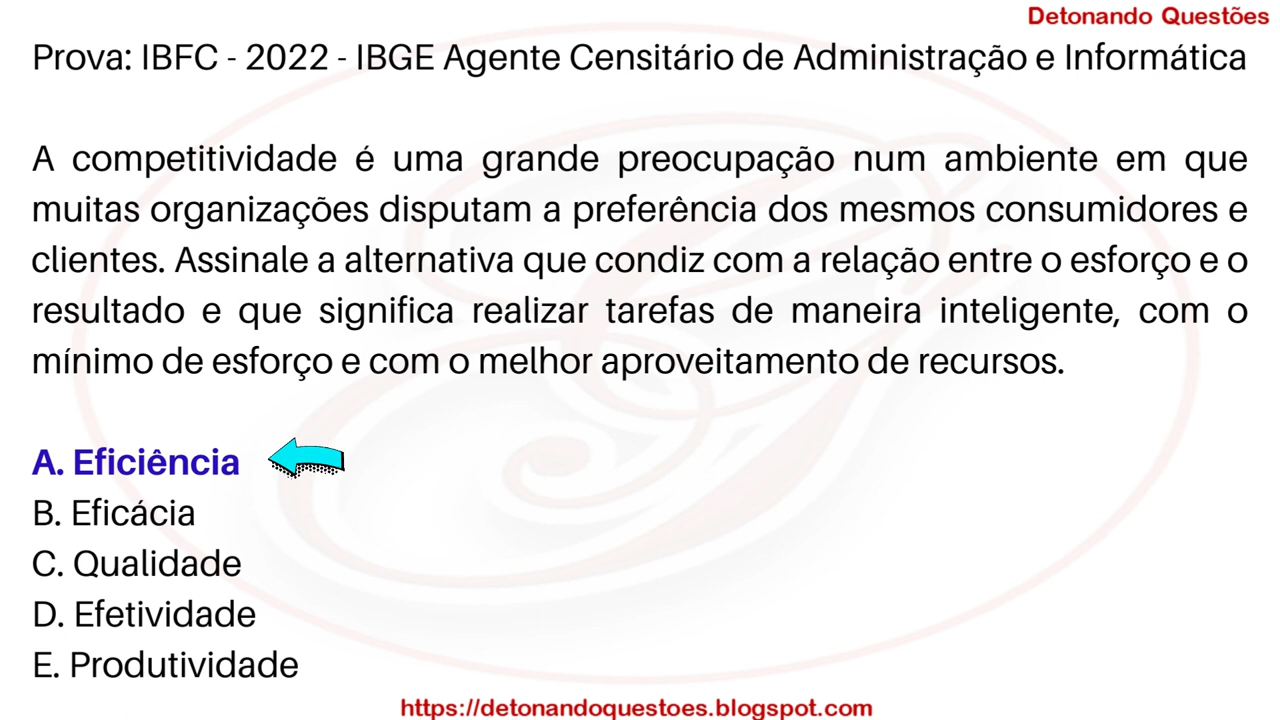 Detonando Questões
Prova: IBFC - 2022 - IBGE Agente Censitário de Administração e Informática
A competitividade é uma grande preocupação num ambiente em que
muitas organizações disputam a preferência dos mesmos consumidores e
clientes. Assinale a alternativa que condiz com a relação entre o esforço e o
resultado e que significa realizar tarefas de maneira inteligente, com o
mínimo de esforço e com o melhor aproveitamento de recursos.
A. Eficiência
B. Eficácia
C. Qualidade
D. Efetividade
E. Produtividade
https://detonandoquestoes.blogspot.com